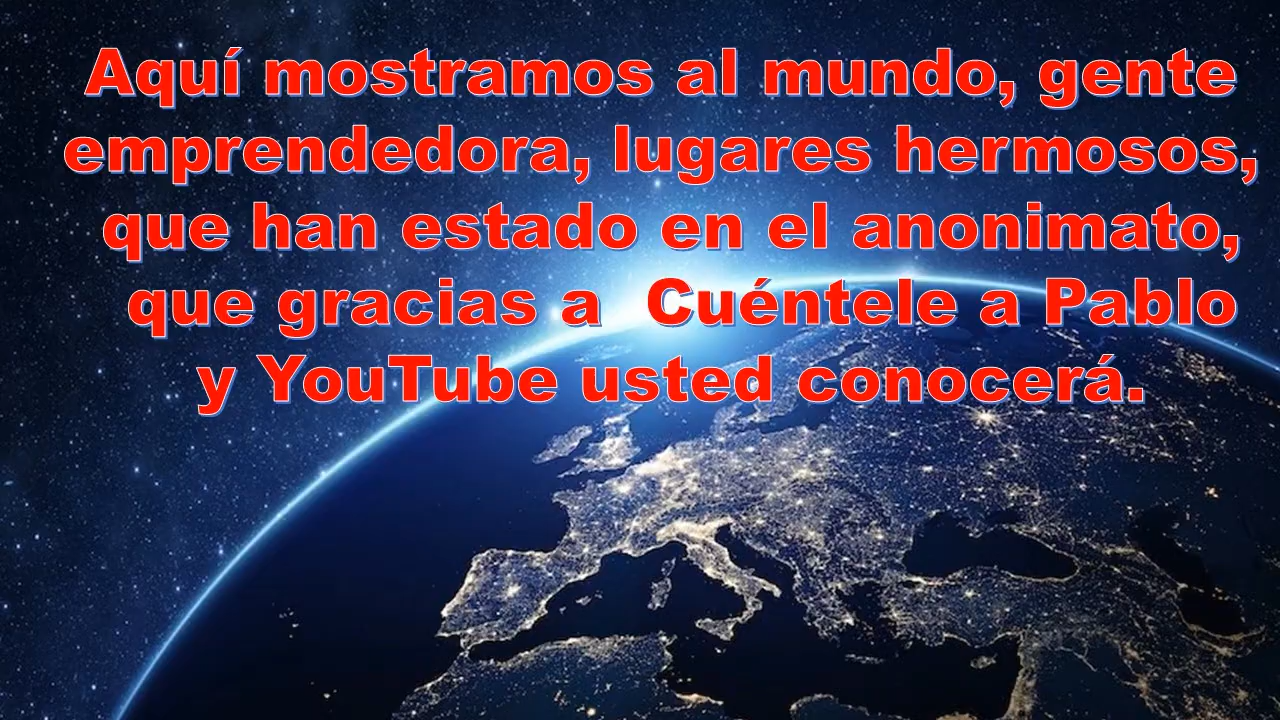 Aquí mostramos al mundo, gente
emprendedora, lugares hermosos,
que han estado en el anonimato,
que gracias a  Cuéntele a Pablo
y YouTube usted conocerá.